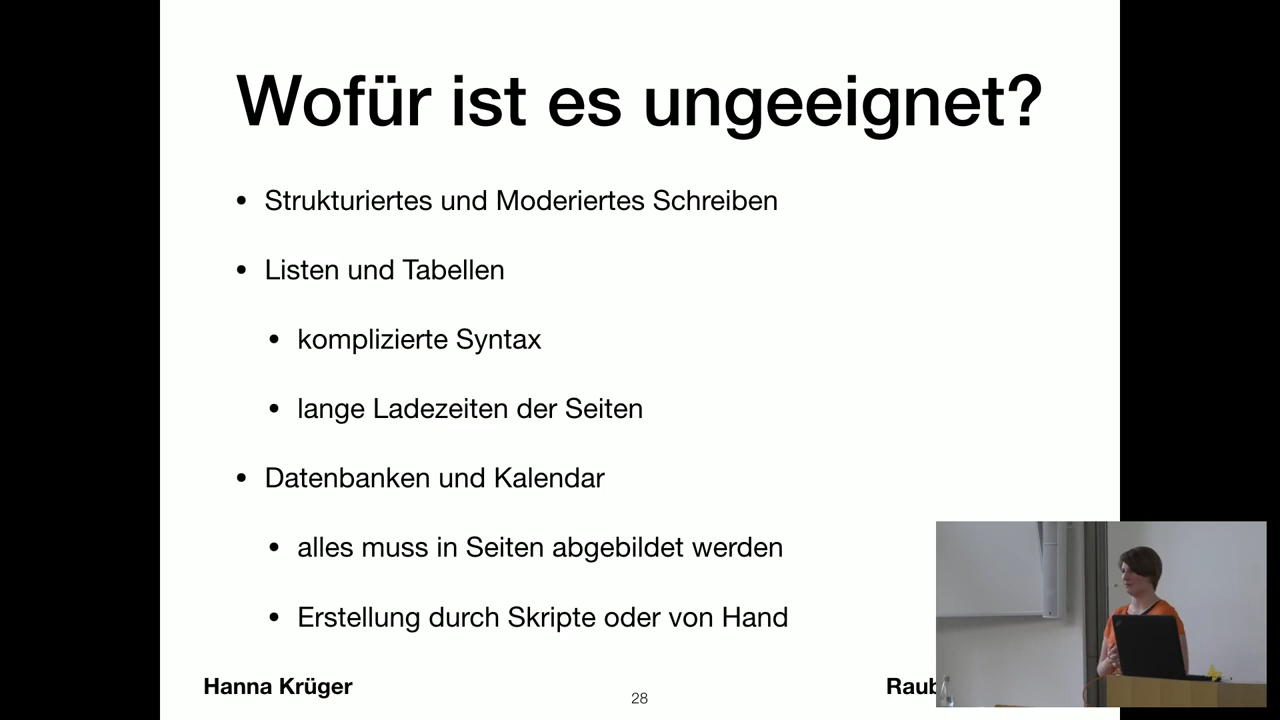 Wofür ist es ungeeignet?
• Strukturiertes und Moderiertes Schreiben
• Listen und Tabellen
• komplizierte Syntax
• lange Ladezeiten der Seiten
• Datenbanken und Kalendar
• alles muss in Seiten abgebildet werden
• Erstellung durch Skripte oder von Hand
Hanna Krüger
28